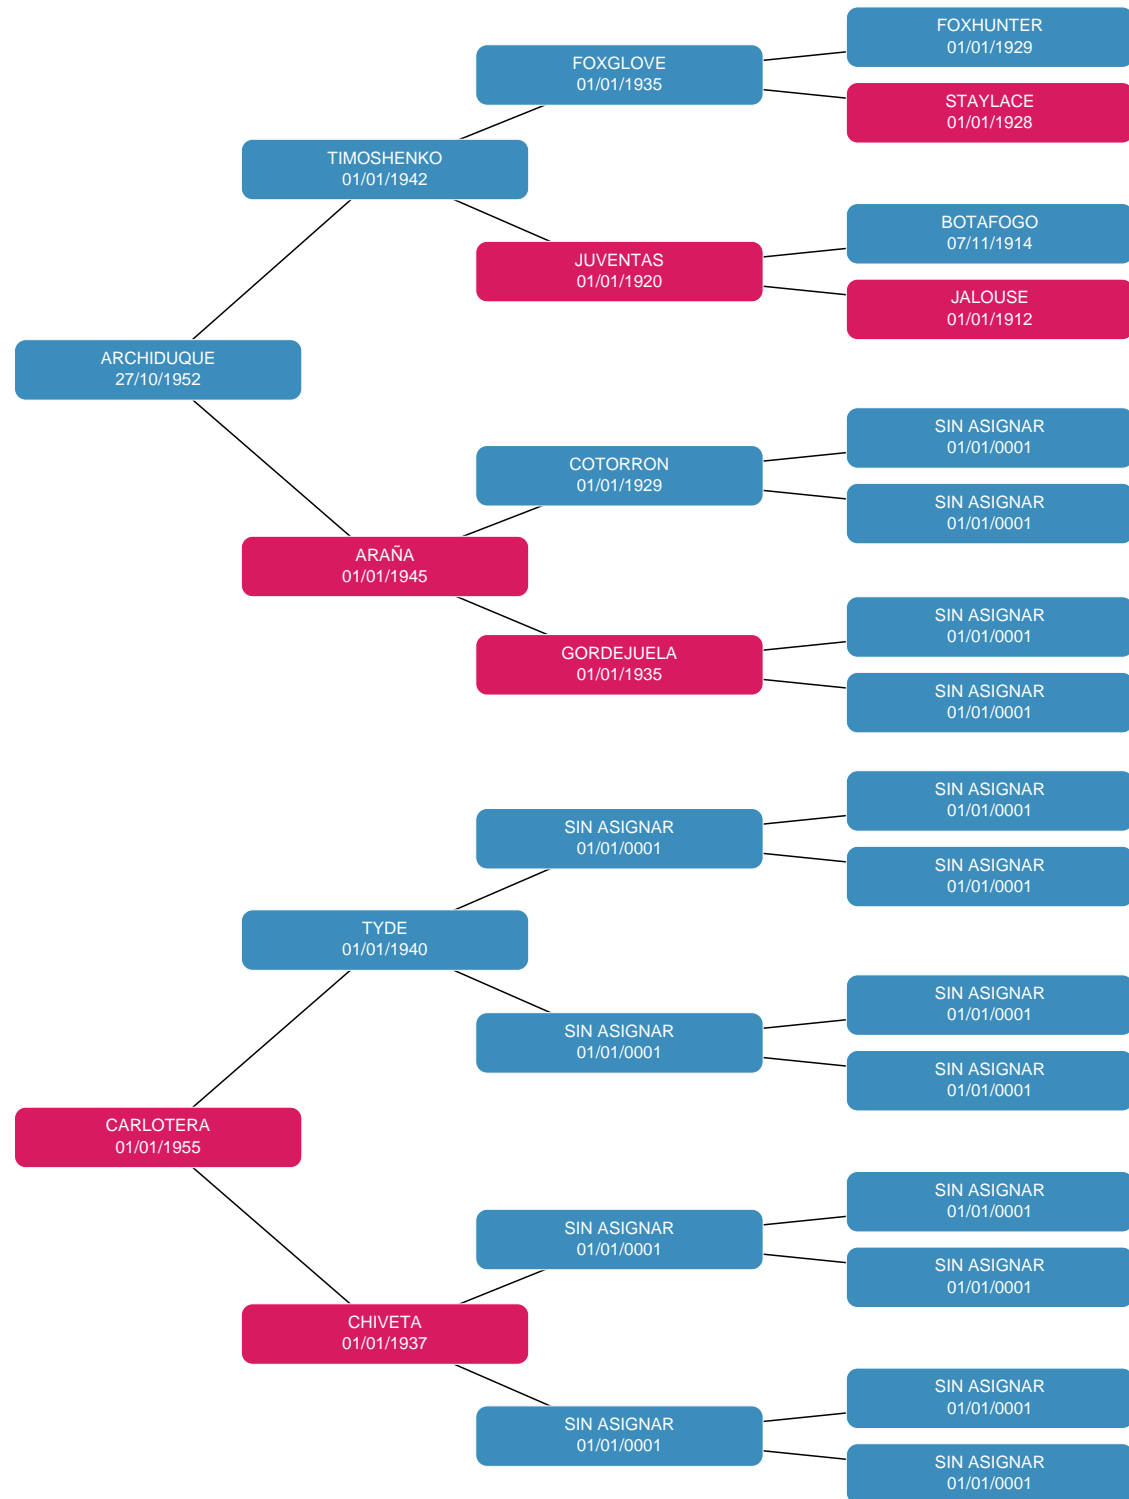 FOXHUNTER
01/01/1929
FOXGLOVE
01/01/1935
STAYLACE
01/01/1928
TIMOSHENKO
01/01/1942
BOTAFOGO
07/11/1914
JUVENTAS
01/01/1920
JALOUSE
01/01/1912
ARCHIDUQUE
27/10/1952
SIN ASIGNAR
01/01/0001
COTORRON
01/01/1929
SIN ASIGNAR
01/01/0001
ARAÑA
01/01/1945
SIN ASIGNAR
01/01/0001
GORDEJUELA
01/01/1935
SIN ASIGNAR
01/01/0001
SIN ASIGNAR
01/01/0001
SIN ASIGNAR
01/01/0001
SIN ASIGNAR
01/01/0001
TYDE
01/01/1940
SIN ASIGNAR
01/01/0001
SIN ASIGNAR
01/01/0001
SIN ASIGNAR
01/01/0001
CARLOTERA
01/01/1955
SIN ASIGNAR
01/01/0001
SIN ASIGNAR
01/01/0001
SIN ASIGNAR
01/01/0001
CHIVETA
01/01/1937
SIN ASIGNAR
01/01/0001
SIN ASIGNAR
01/01/0001
SIN ASIGNAR
01/01/0001